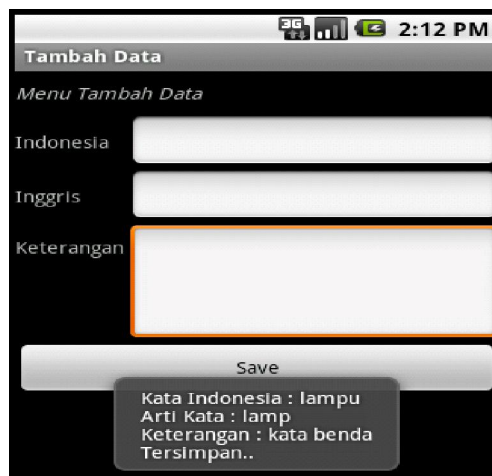 3G 2:12 PM
Tambah Data
Menu Tambah Data
Indonesia
Inggris
Keterangan
Save
Kata Indonesia : lampu
Arti Kata : lamp
Keterangan : kata benda
Tersimpan..